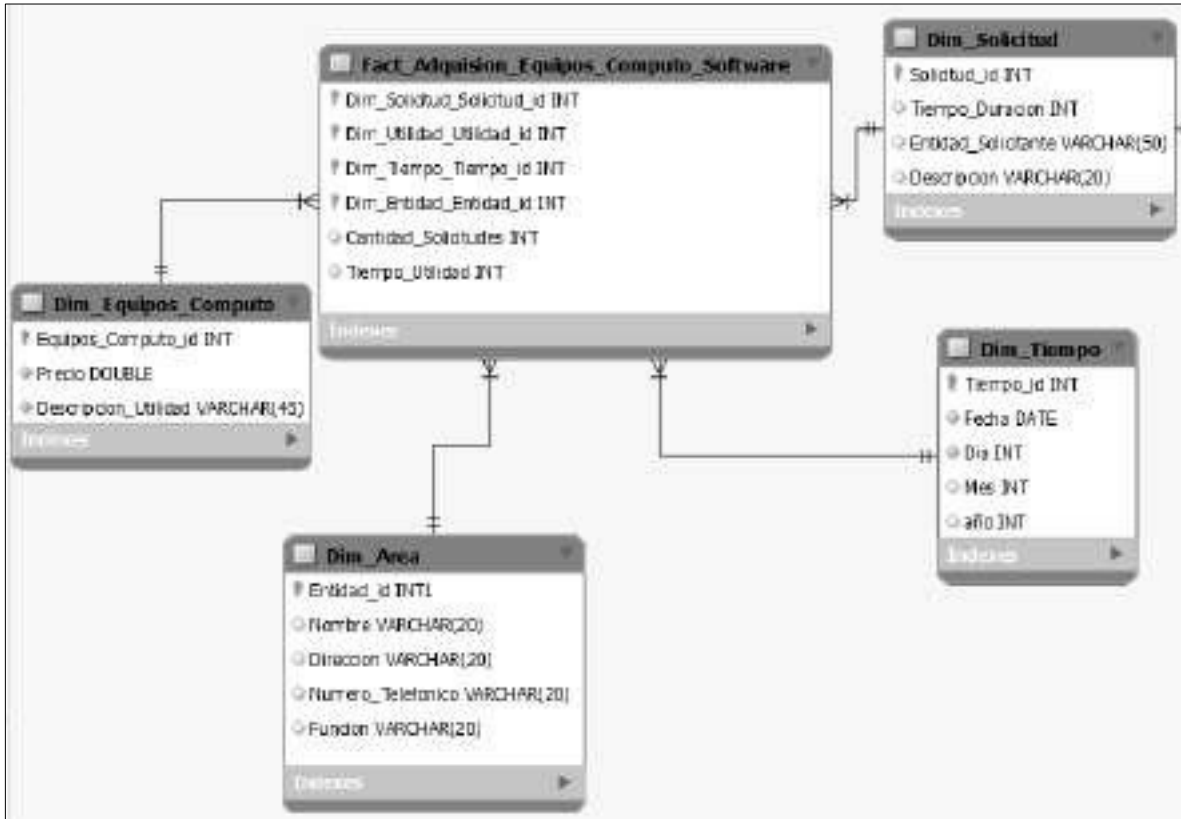 Fact_Adquision_Equipos_Computo_Software
Dim_Solicitud_Solicitud_id INT
Dim_Utilidad_Utilidad_id INT
Dim_Tiempo_Tiempo_id INT
Dim_Entidad_Entidad_id INT
Cantidad_Solicitudes INT
Tiempo_Utilidad INT
Indexes
Dim_Solicitud
Solicitud_id INT
Tiempo_Duracion INT
Entidad_Solicitante VARCHAR(50)
Descripcion VARCHAR(20)
Indexes
Dim_Equipos_Computo
Equipos_Computo_id INT
Precio DOUBLE
Descripcion_Utilidad VARCHAR(45)
Indexes
Dim_Tiempo
Tiempo_id INT
Fecha DATE
Dia INT
Mes INT
año INT
Indexes
Dim_Area
Entidad_id INT1
Nombre VARCHAR(20)
Direccion VARCHAR(20)
Numero_Telefonico VARCHAR(20)
Funcion VARCHAR(20)
Indexes